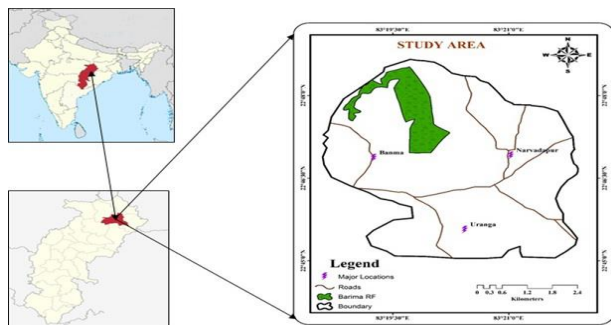 83°19'30"E 83°21'0"E
STUDY AREA
N
W E
S
Banma
Narvadapur
Uranga
Legend
Major Locations
Roads
Barima RF
Boundary
0 0.3 0.6 1.2 1.8 2.4
Kilometers
83°19'30"E 83°21'0"E